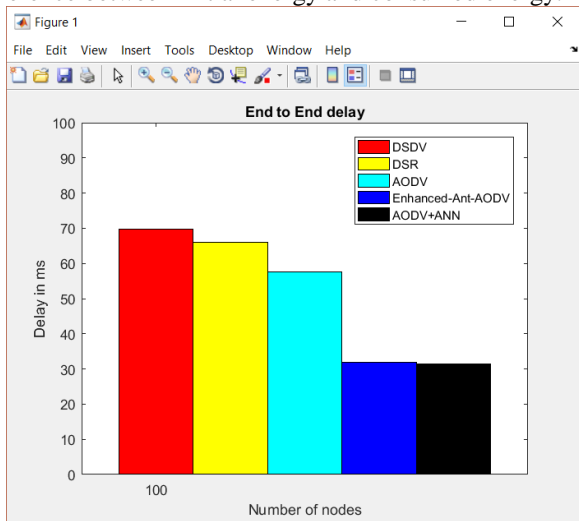 Figure 1
File Edit View Insert Tools Desktop Window Help
End to End delay
100
90
80
70
60
50
40
30
20
10
0
Delay in ms
DSDV
DSR
AODV
Enhanced-Ant-AODV
AODV+ANN
100
Number of nodes